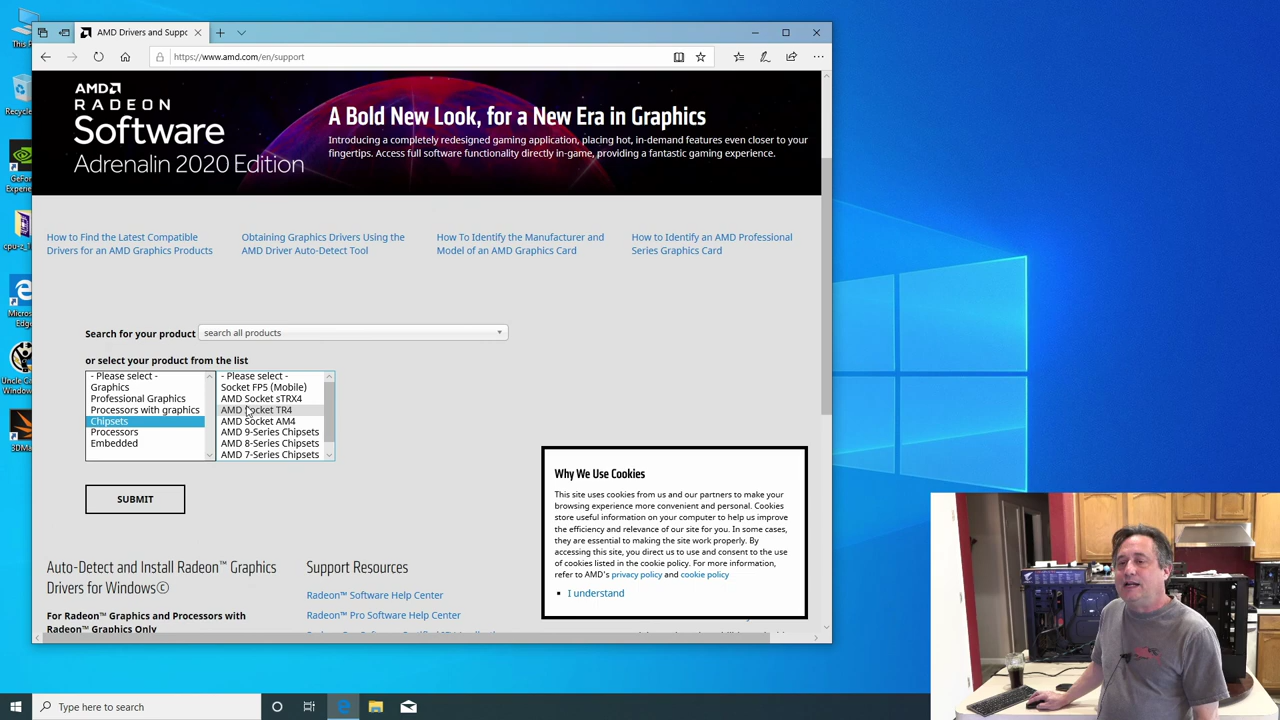 This P
AMD Drivers and Suppc
https://www.amd.com/en/support
AMD
RADEON
Software
Adrenalin 2020 Edition
A Bold New Look, for a New Era in Graphics
Introducing a completely redesigned gaming application, placing hot, in-demand features even closer to your
fingertips. Access full software functionality directly in-game, providing a fantastic gaming experience.
Recycle
GeFor
Experie
cpu-z_1
Micros
Edge
Uncle Ca
3DMa
How to Find the Latest Compatible
Drivers for an AMD Graphics Products
Obtaining Graphics Drivers Using the
AMD Driver Auto-Detect Tool
How To Identify the Manufacturer and
Model of an AMD Graphics Card
How to Identify an AMD Professional
Series Graphics Card
Search for your product
search all products
or select your product from the list
- Please select -
Graphics
Professional Graphics
Processors with graphics
Chipsets
Processors
Embedded
- Please select -
Socket FP5 (Mobile)
AMD Socket sTRX4
AMD Socket TR4
AMD Socket AM4
AMD 9-Series Chipsets
AMD 8-Series Chipsets
AMD 7-Series Chipsets
SUBMIT
Why We Use Cookies
This site uses cookies from us and our partners to make your
browsing experience more convenient and personal. Cookies
store useful information on your computer to help us improve
the efficiency and relevance of our site for you. In some cases,
they are essential to making the site work properly. By
accessing this site, you direct us to use and consent to the use
of cookies listed in the cookie policy. For more information,
refer to AMD's privacy policy and cookie policy
I understand
Auto-Detect and Install Radeon™ Graphics
Drivers for Windows©
For Radeon™ Graphics and Processors with
Radeon™ Graphics Only
Support Resources
Radeon™ Software Help Center
Radeon™ Pro Software Help Center
Type here to search